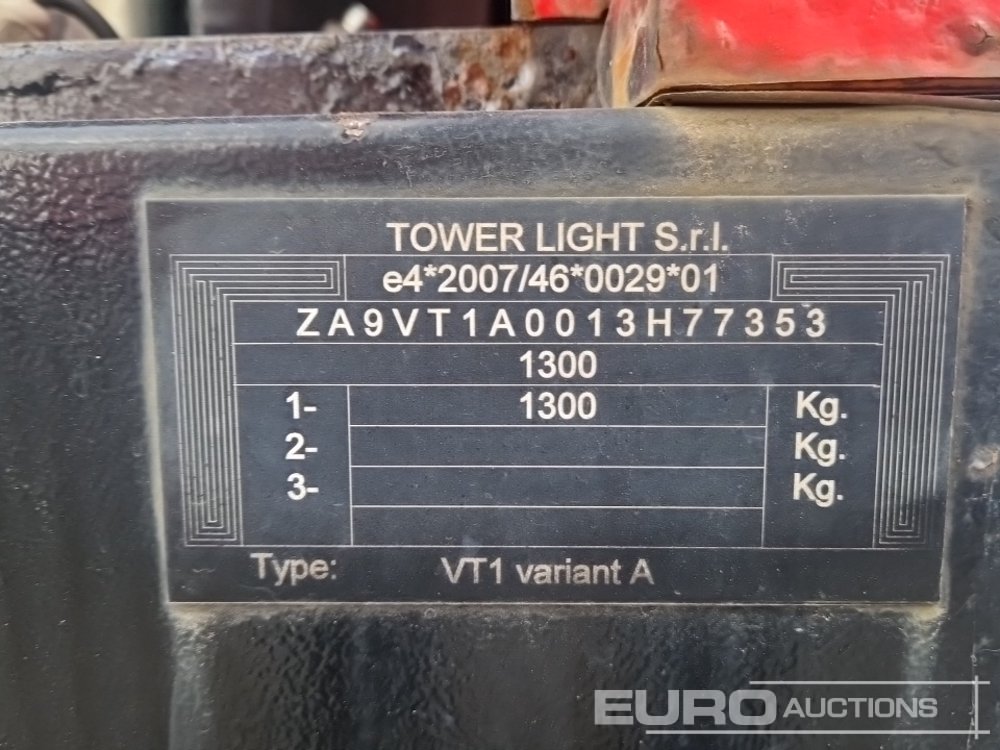 TOWER LIGHT S.r.l.
e4*2007/46*0029*01
ZA9VT1A0013H77353
1300
1- 1300 Kg.
2- Kg.
3- Kg.
Type: VT1 variant A
EURO AUCTIONS